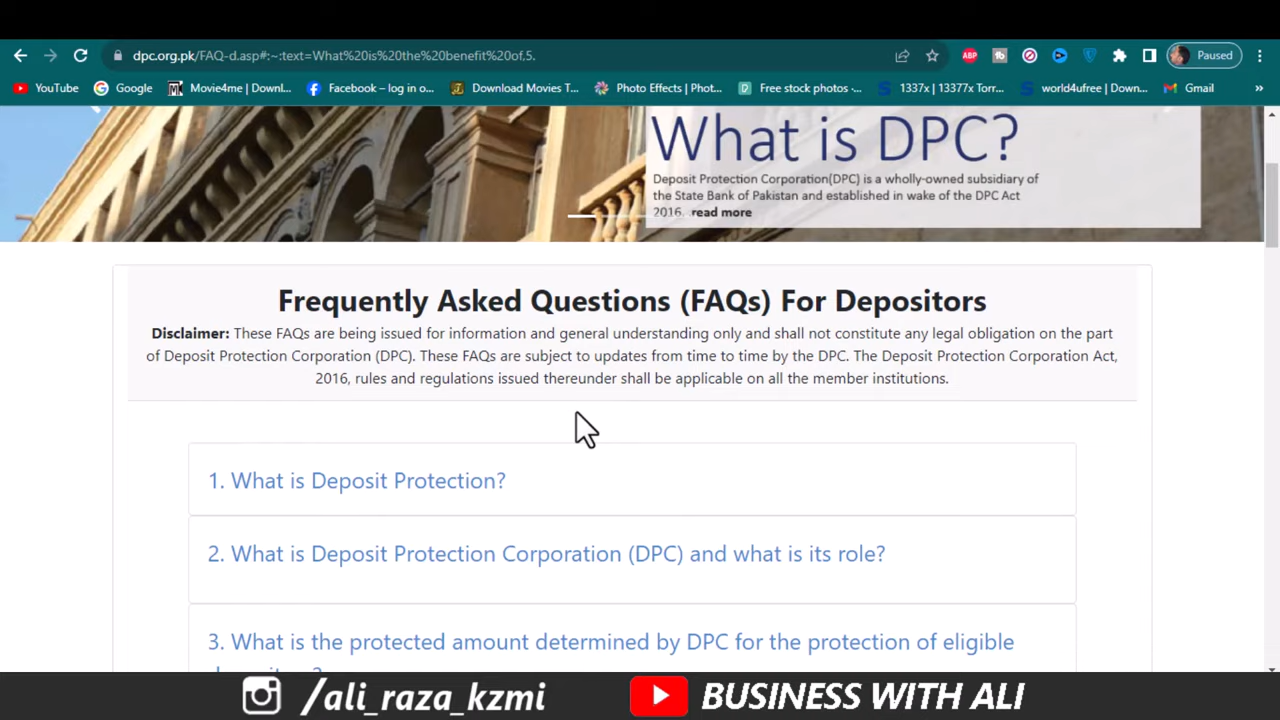 dpc.org.pk/FAQ-d.asp#:~:text=What%20is%20the%20benefit%20of,5.
ABP
Paused
YouTube
Google
Movie4me | Downl...
Facebook – log in o...
Download Movies T...
Photo Effects | Phot...
Free stock photos -...
1337x | 13377x Torr...
world4ufree | Down...
Gmail
»
What is DPC?
Deposit Protection Corporation(DPC) is a wholly-owned subsidiary of
the State Bank of Pakistan and established in wake of the DPC Act
2016. .read more
Frequently Asked Questions (FAQs) For Depositors
Disclaimer: These FAQs are being issued for information and general understanding only and shall not constitute any legal obligation on the part
of Deposit Protection Corporation (DPC). These FAQs are subject to updates from time to time by the DPC. The Deposit Protection Corporation Act,
2016, rules and regulations issued thereunder shall be applicable on all the member institutions.
1. What is Deposit Protection?
2. What is Deposit Protection Corporation (DPC) and what is its role?
3. What is the protected amount determined by DPC for the protection of eligible
/ali_raza_kzmi
BUSINESS WITH ALI